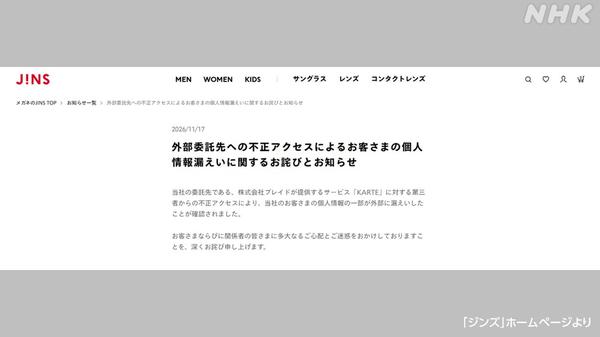 NHK
J!NS
MEN WOMEN KIDS サングラス レンズ コンタクトレンズ
メガネのJINS TOP > お知らせ一覧 > 外部委託先への不正アクセスによるお客さまの個人情報漏えいに関するお詫びとお知らせ
2026/11/17
外部委託先への不正アクセスによるお客さまの個人
情報漏えいに関するお詫びとお知らせ
当社の委託先である、株式会社プレイドが提供するサービス「KARTE」に対する第三
者からの不正アクセスにより、当社のお客さまの個人情報の一部が外部に漏えいした
ことが確認されました。
お客さまならびに関係者の皆さまに多大なるご心配とご迷惑をおかけしておりますこ
とを、深くお詫び申し上げます。
「ジンズ」ホームページより